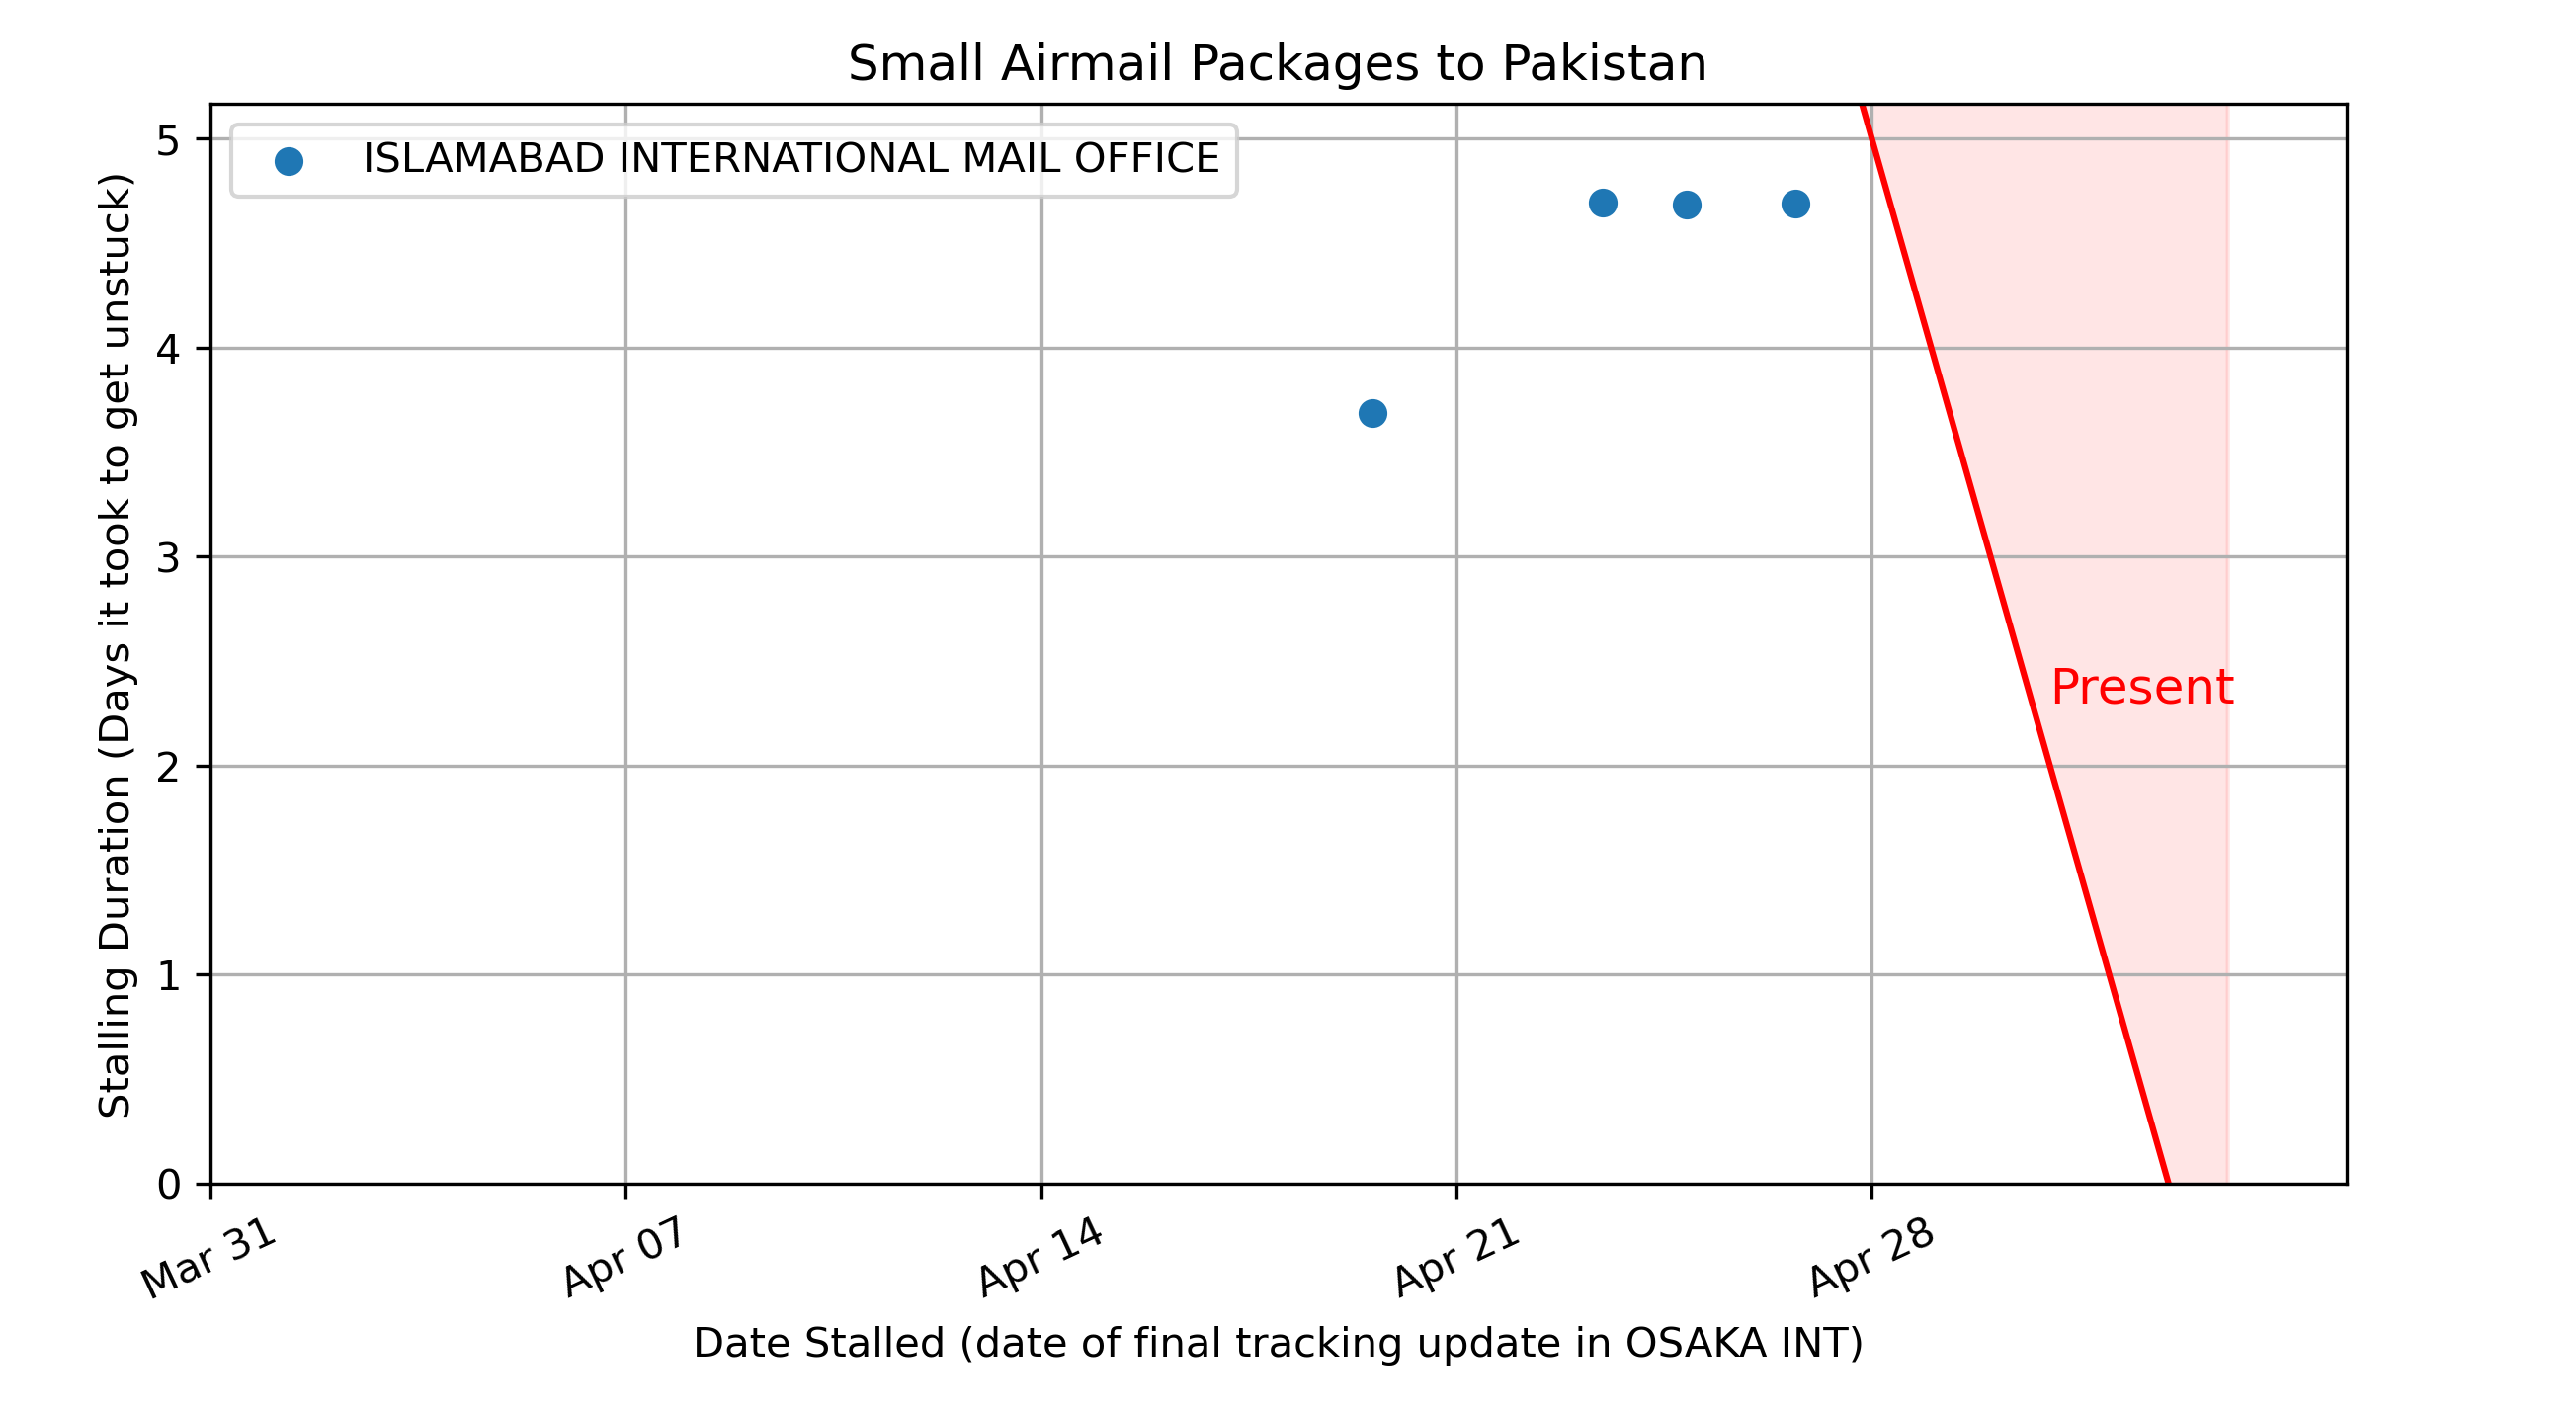 Small Airmail Packages to Pakistan
ISLAMABAD INTERNATIONAL MAIL OFFICE
Stalling Duration (Days it took to get unstuck)
5
4
3
2
1
0
Present
Mar 31
Apr 07
Apr 14
Apr 21
Apr 28
Date Stalled (date of final tracking update in OSAKA INT)